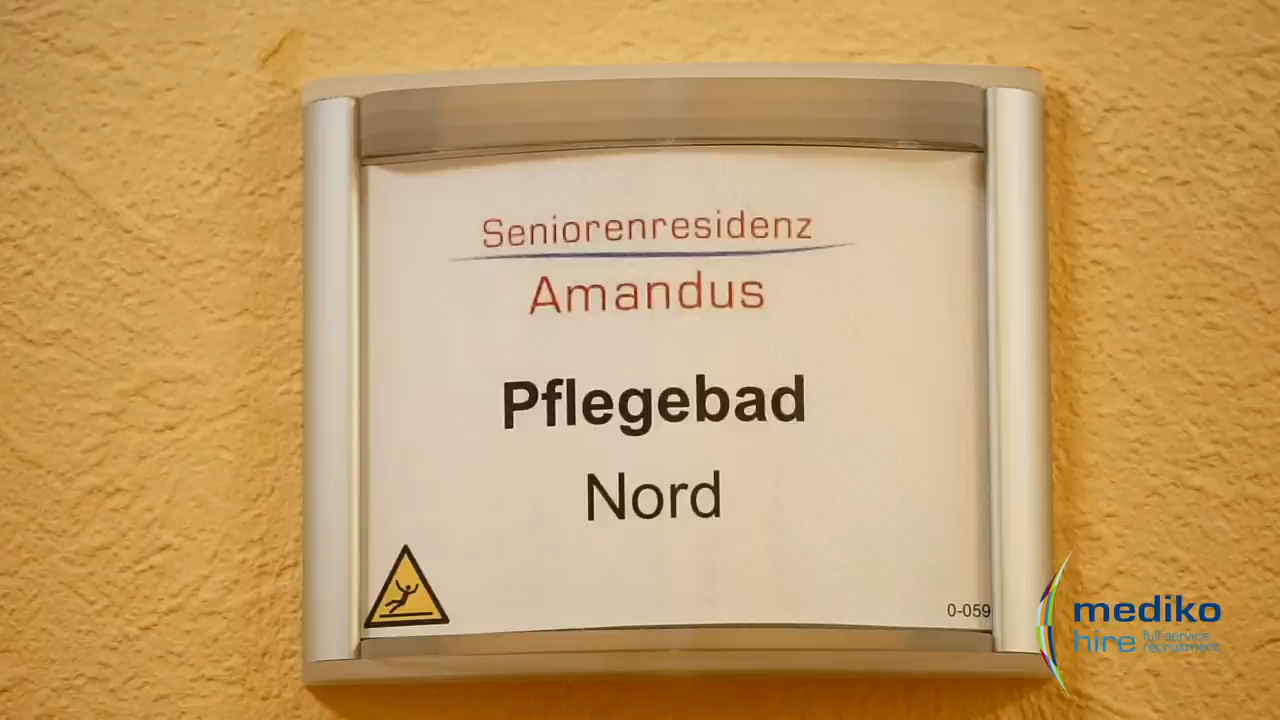 Seniorenresidenz
Amandus
Pflegebad
Nord
0-059
mediko
hire full service
recruitment